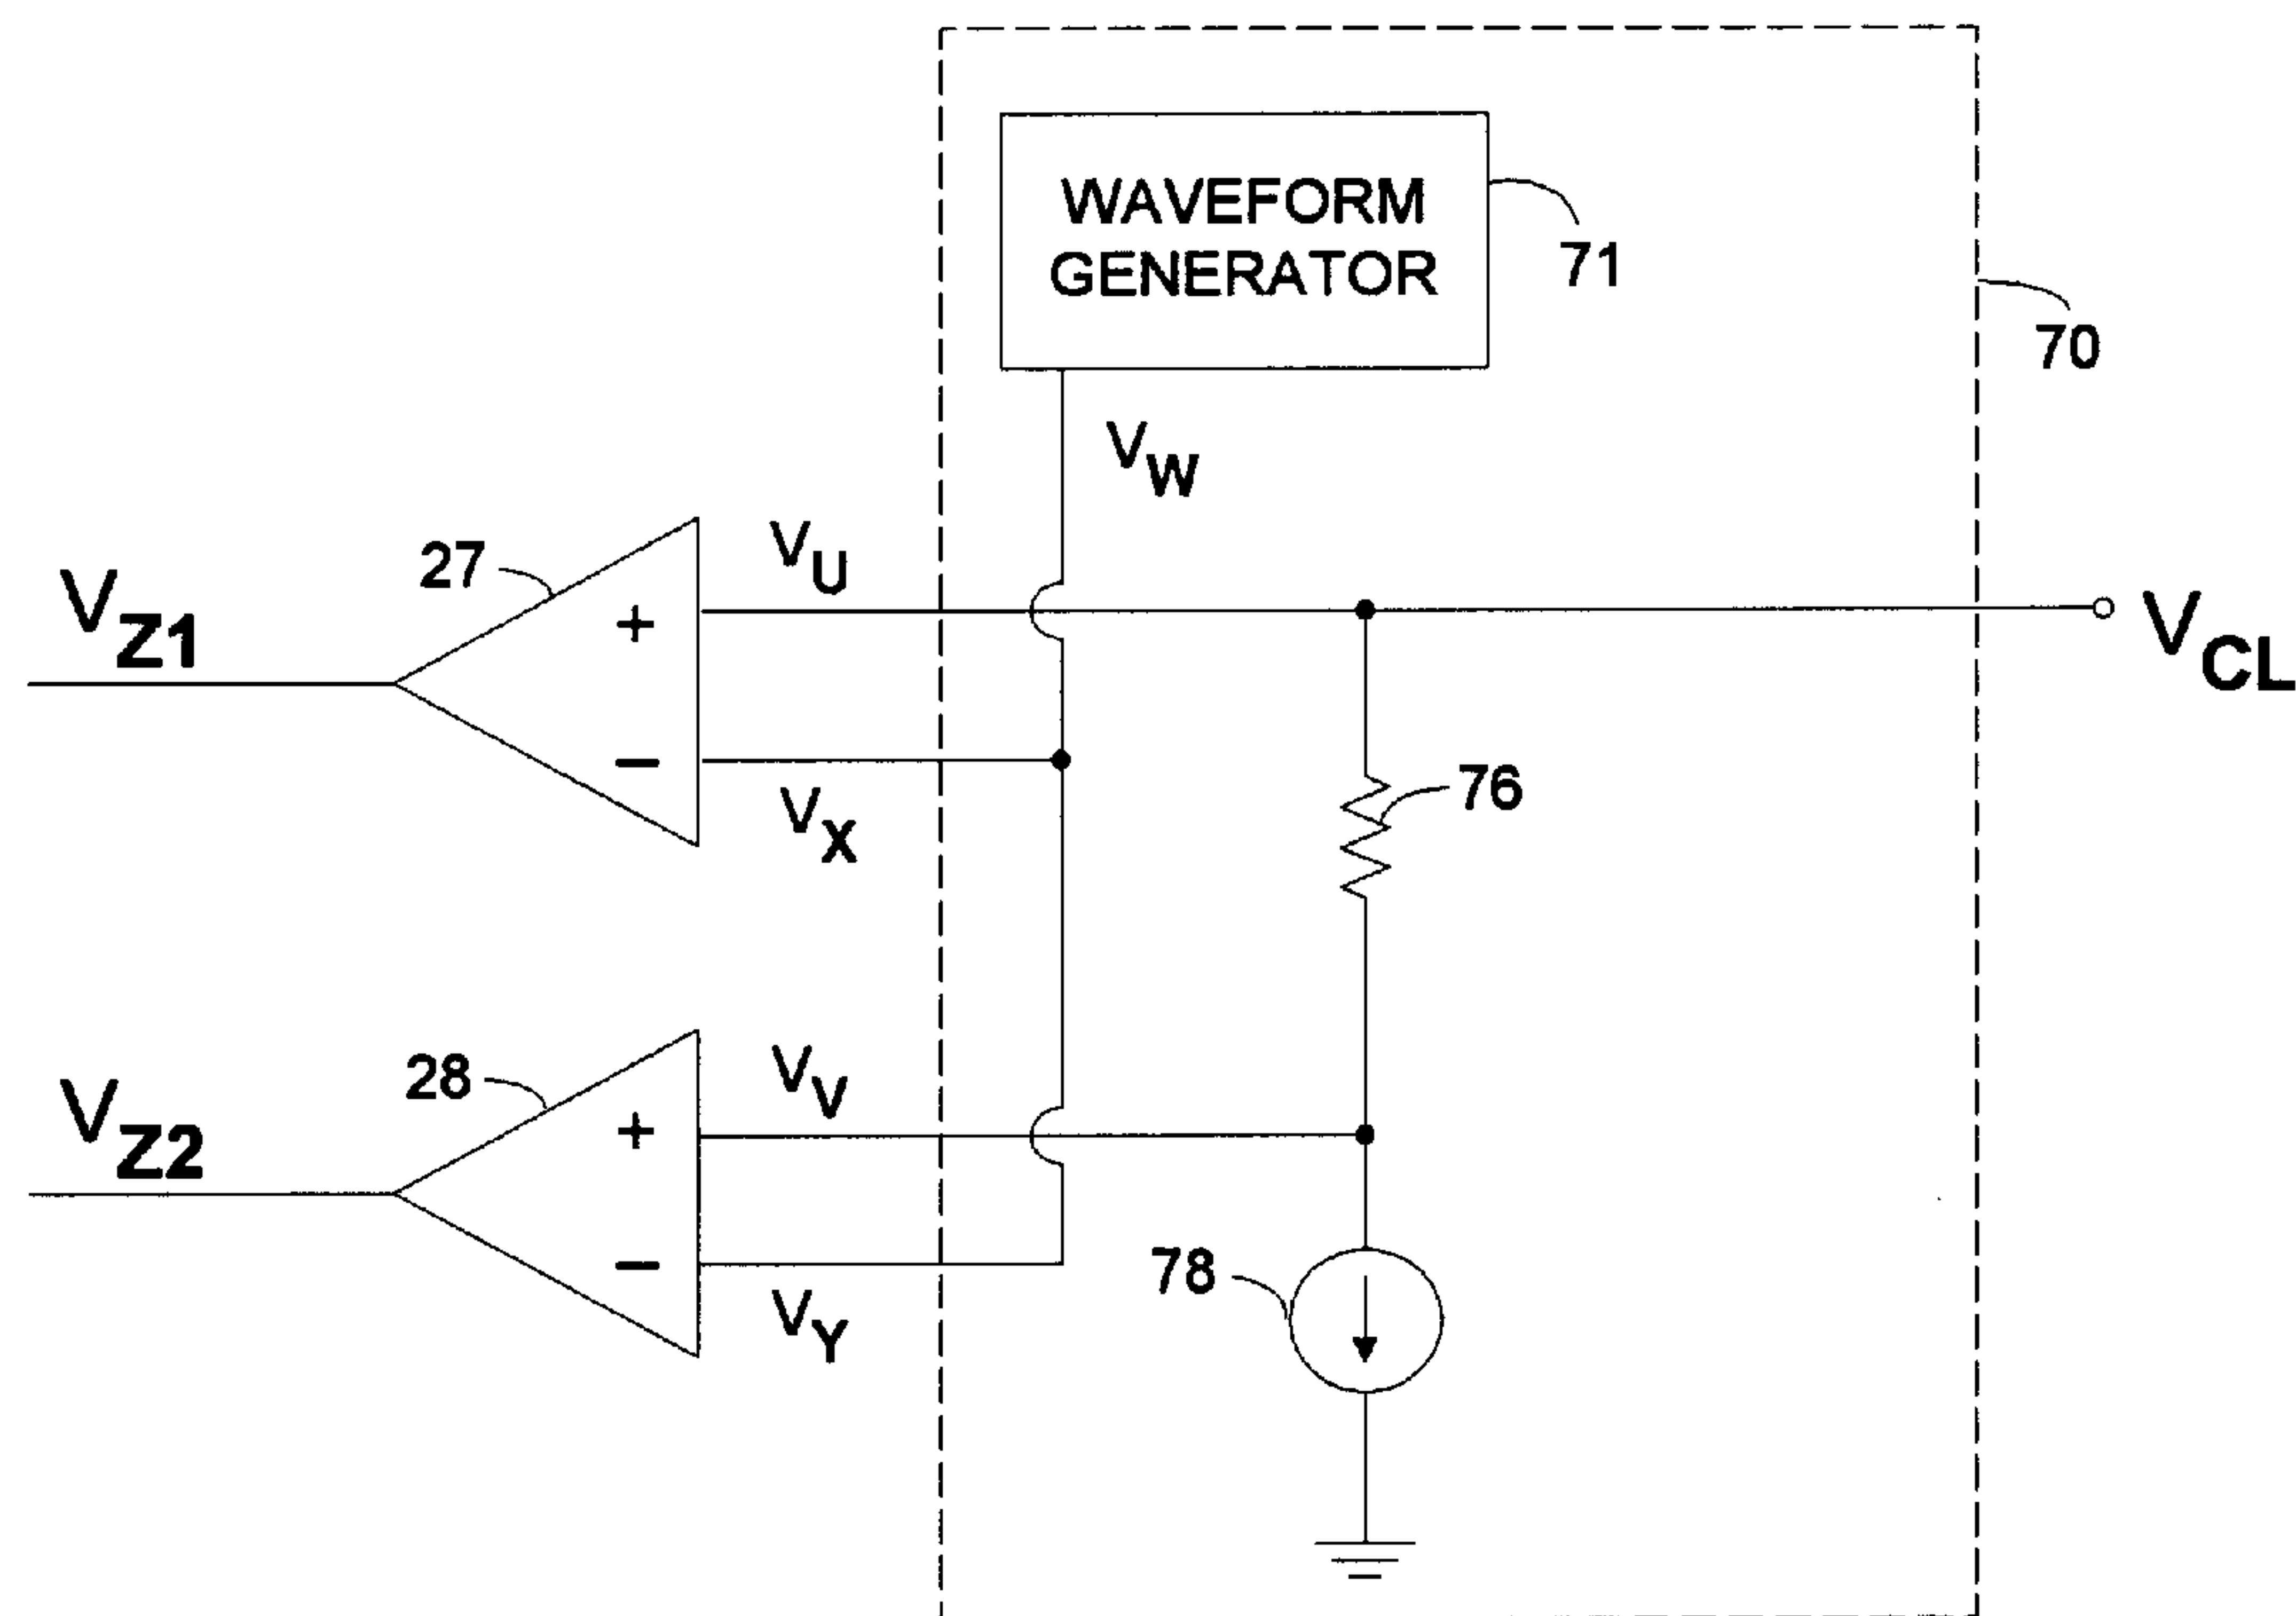 WAVEFORM
GENERATOR
71
70
VW
27
VU
VZ1
+
VCL
−
VX
76
28
VV
VZ2
+
−
VY
78